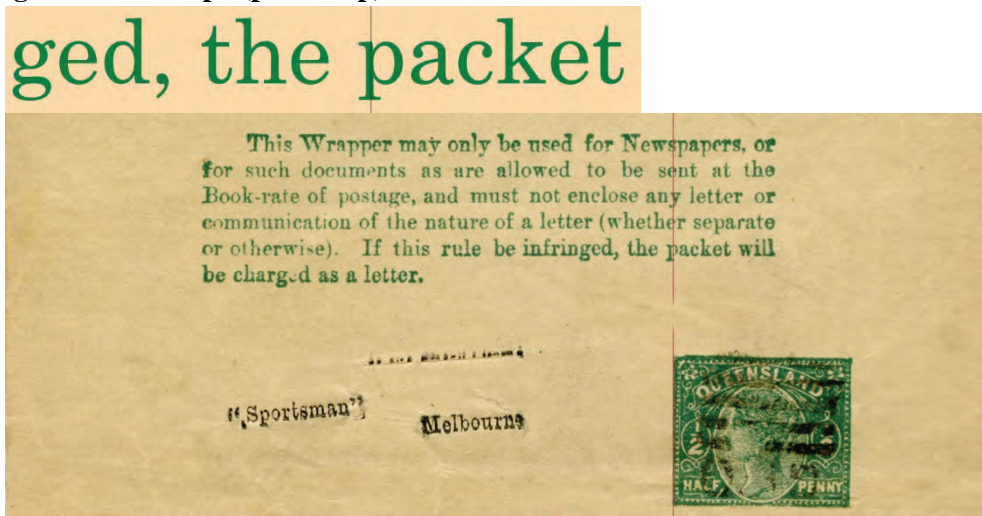 ged, the packet
This Wrapper may only be used for Newspapers, or
for such documents as are allowed to be sent at the
Book-rate of postage, and must not enclose any letter or
communication of the nature of a letter (whether separate
or otherwise). If this rule be infringed, the packet will
be charged as a letter.
"Sportsman"
Melbourne
QUEENSLAND
HALF PENNY